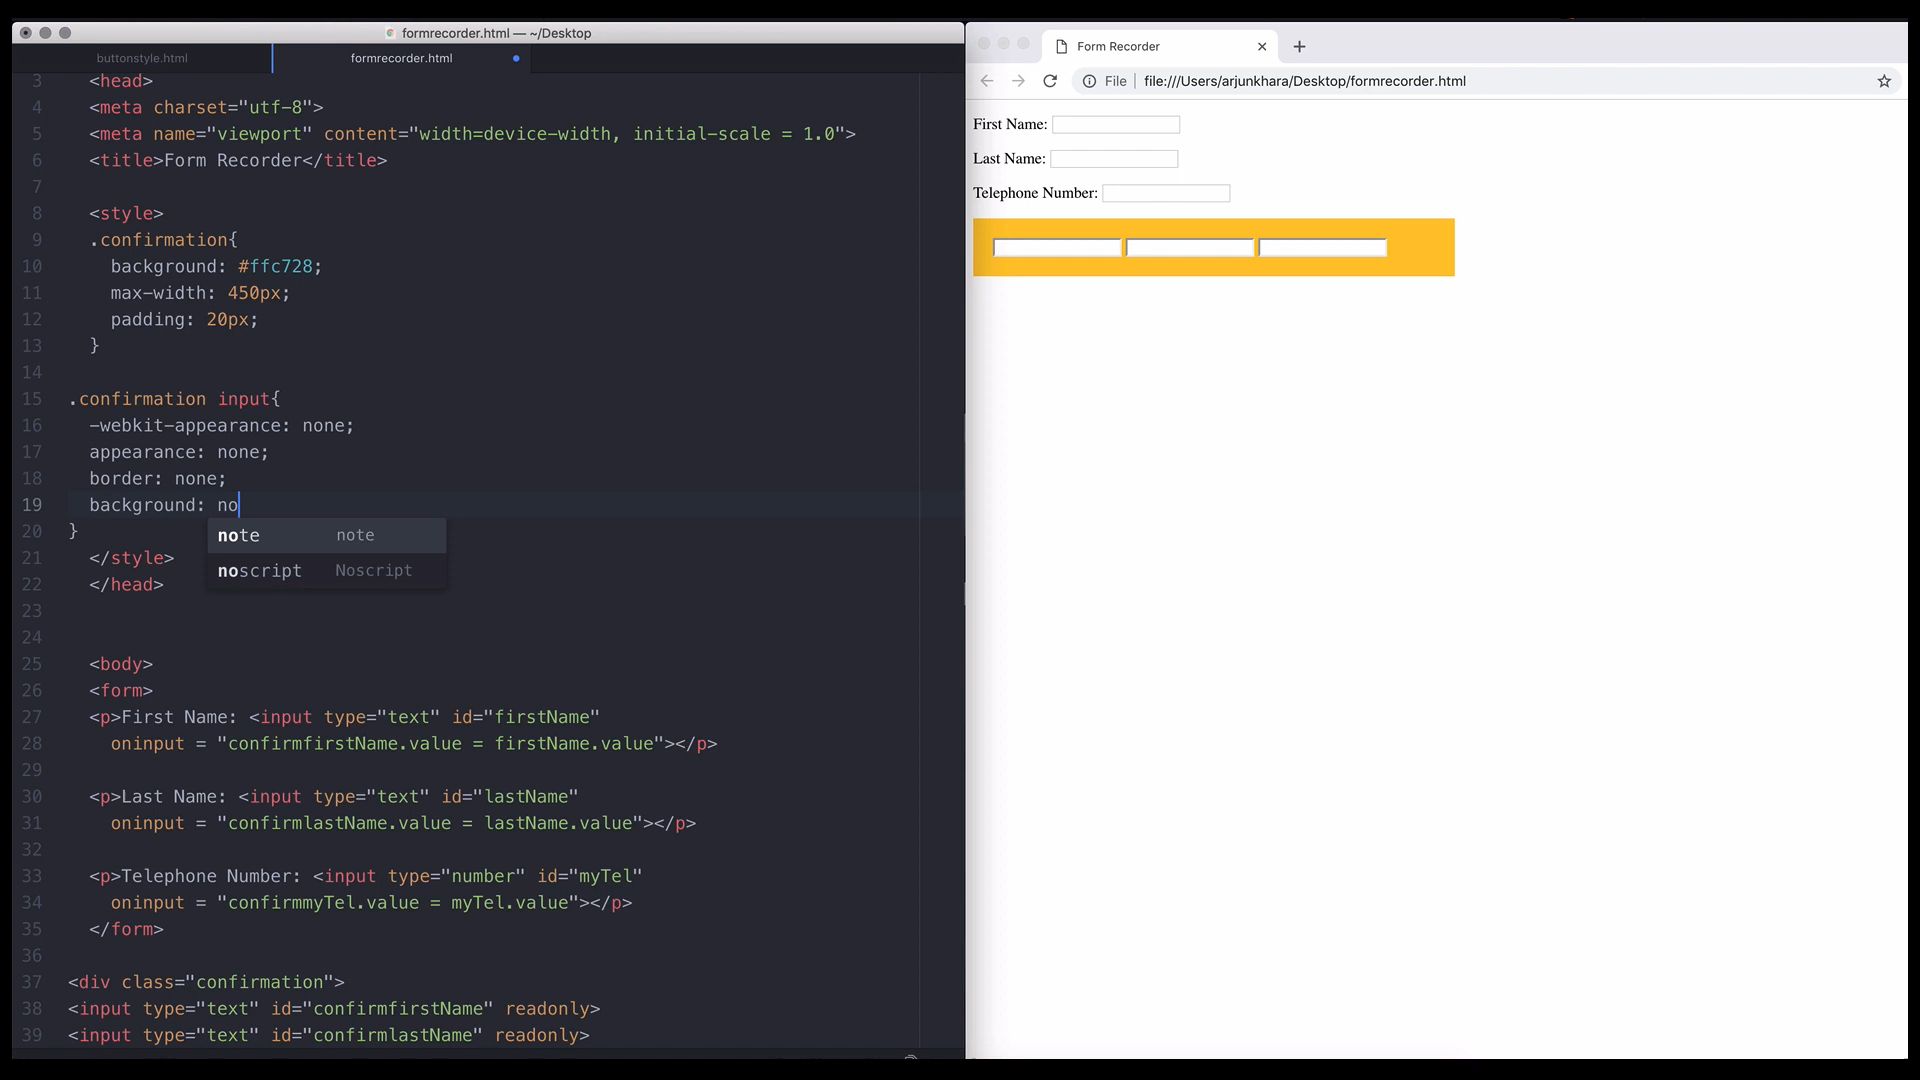 formrecorder.html — ~/Desktop
buttonstyle.html
formrecorder.html
3 <head>
4 <meta charset="utf-8">
5 <meta name="viewport" content="width=device-width, initial-scale = 1.0">
6 <title>Form Recorder</title>
7
8 <style>
9 .confirmation{
10 background: #ffc728;
11 max-width: 450px;
12 padding: 20px;
13 }
14
15 .confirmation input{
16 -webkit-appearance: none;
17 appearance: none;
18 border: none;
19 background: no
20 }
note note
21 </style>
noscript Noscript
22 </head>
23
24
25 <body>
26 <form>
27 <p>First Name: <input type="text" id="firstName"
28 oninput = "confirmfirstName.value = firstName.value"></p>
29
30 <p>Last Name: <input type="text" id="lastName"
31 oninput = "confirmlastName.value = lastName.value"></p>
32
33 <p>Telephone Number: <input type="number" id="myTel"
34 oninput = "confirmmyTel.value = myTel.value"></p>
35 </form>
36
37 <div class="confirmation">
38 <input type="text" id="confirmfirstName" readonly>
39 <input type="text" id="confirmlastName" readonly>
Form Recorder
File file:///Users/arjunkhara/Desktop/formrecorder.html
First Name:
Last Name:
Telephone Number: